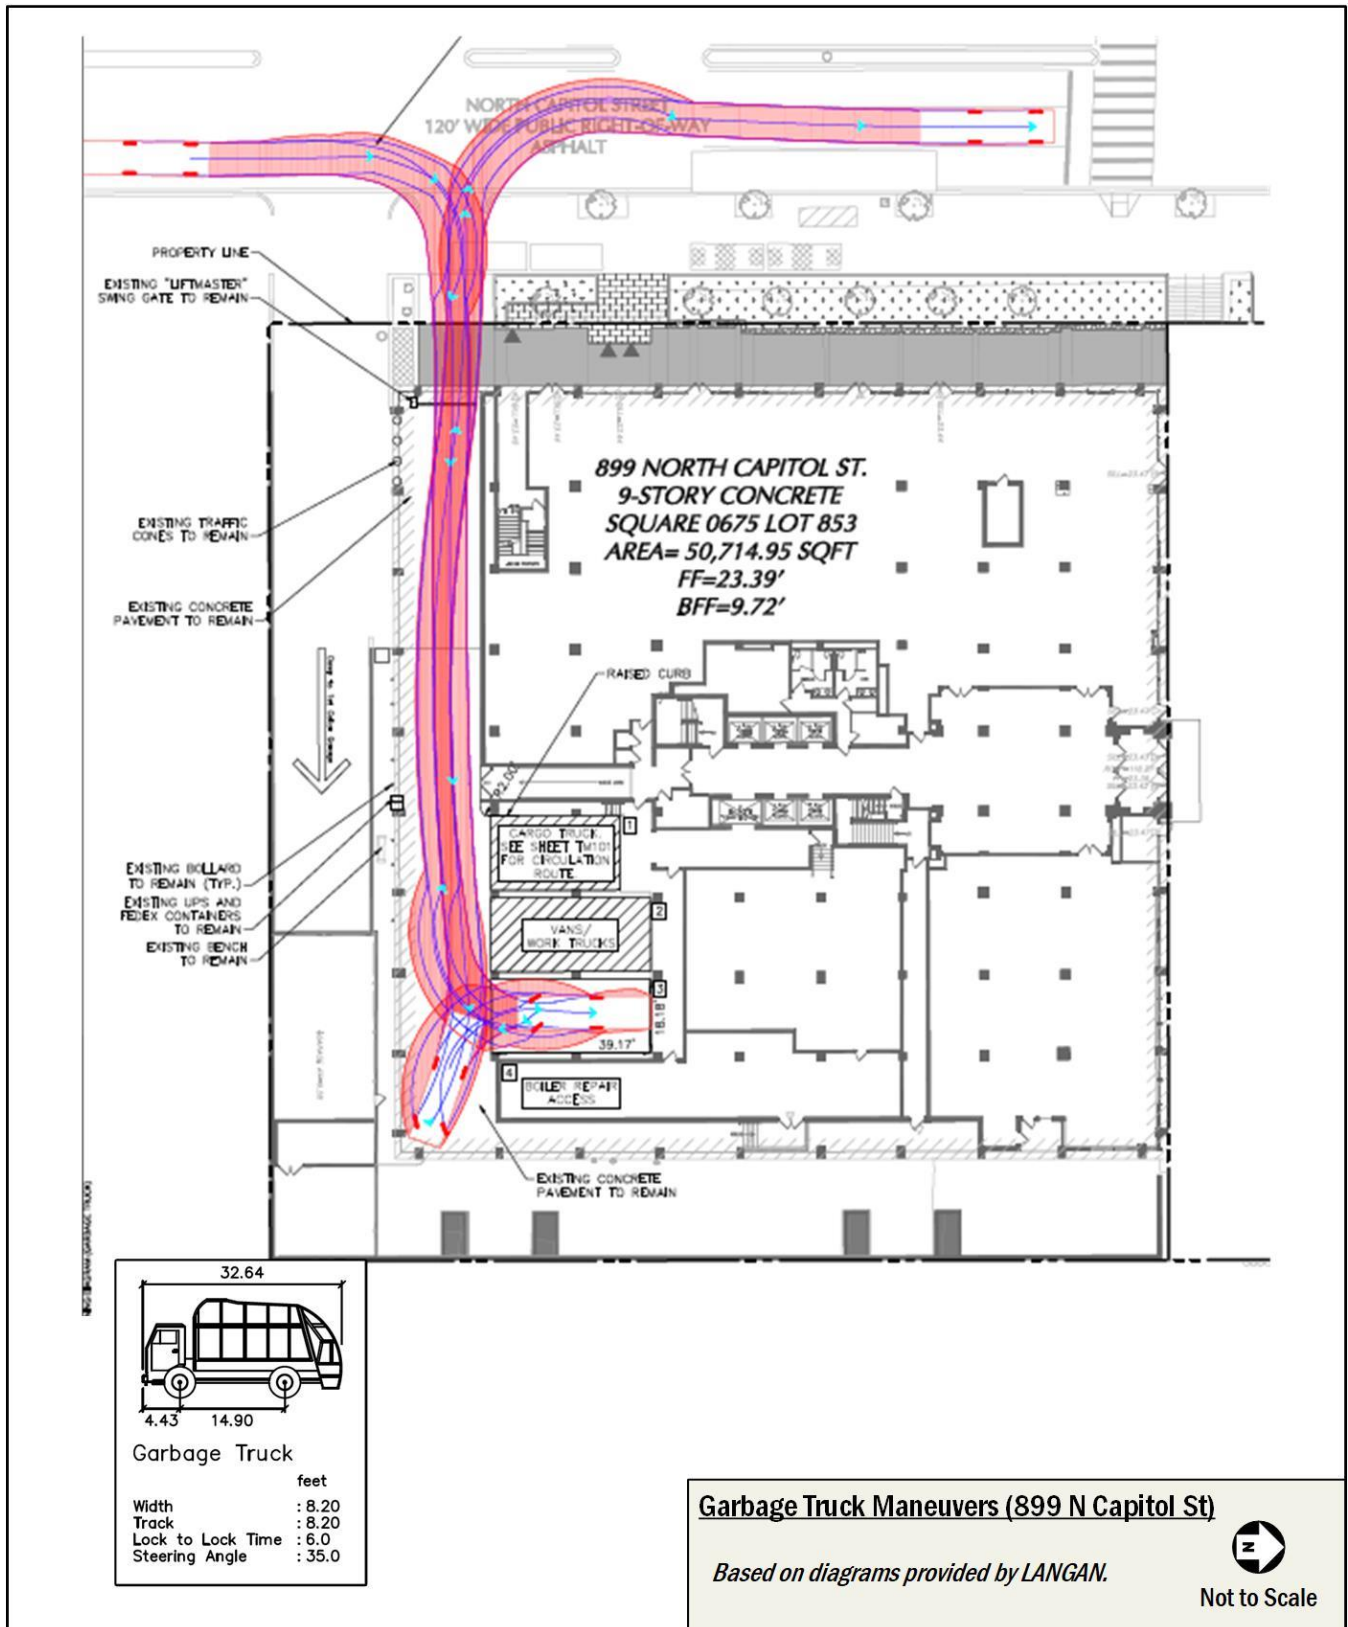 NORTH CAPITOL STREET
120' WIDE PUBLIC RIGHT-OF-WAY
ASPHALT
PROPERTY LINE
EXISTING "LIFTMASTER"
SWING GATE TO REMAIN
EXISTING TRAFFIC
CONES TO REMAIN
EXISTING CONCRETE
PAVEMENT TO REMAIN
899 NORTH CAPITOL ST.
9-STORY CONCRETE
SQUARE 0675 LOT 853
AREA= 50,714.95 SQFT
FF=23.39'
BFF=9.72'
RAISED CURB
R2.00'
1
CARGO TRUCK.
SEE SHEET TM101
FOR CIRCULATION
ROUTE.
2
VANS/
WORK TRUCKS
3
18.18'
39.17'
4
BOILER REPAIR
ACCESS
EXISTING BOLLARD
TO REMAIN (TYP.)
EXISTING UPS AND
FEDEX CONTAINERS
TO REMAIN
EXISTING BENCH
TO REMAIN
EXISTING CONCRETE
PAVEMENT TO REMAIN
32.64
4.43 14.90
Garbage Truck
feet
Width : 8.20
Track : 8.20
Lock to Lock Time : 6.0
Steering Angle : 35.0
Garbage Truck Maneuvers (899 N Capitol St)
Based on diagrams provided by LANGAN.
N
Not to Scale